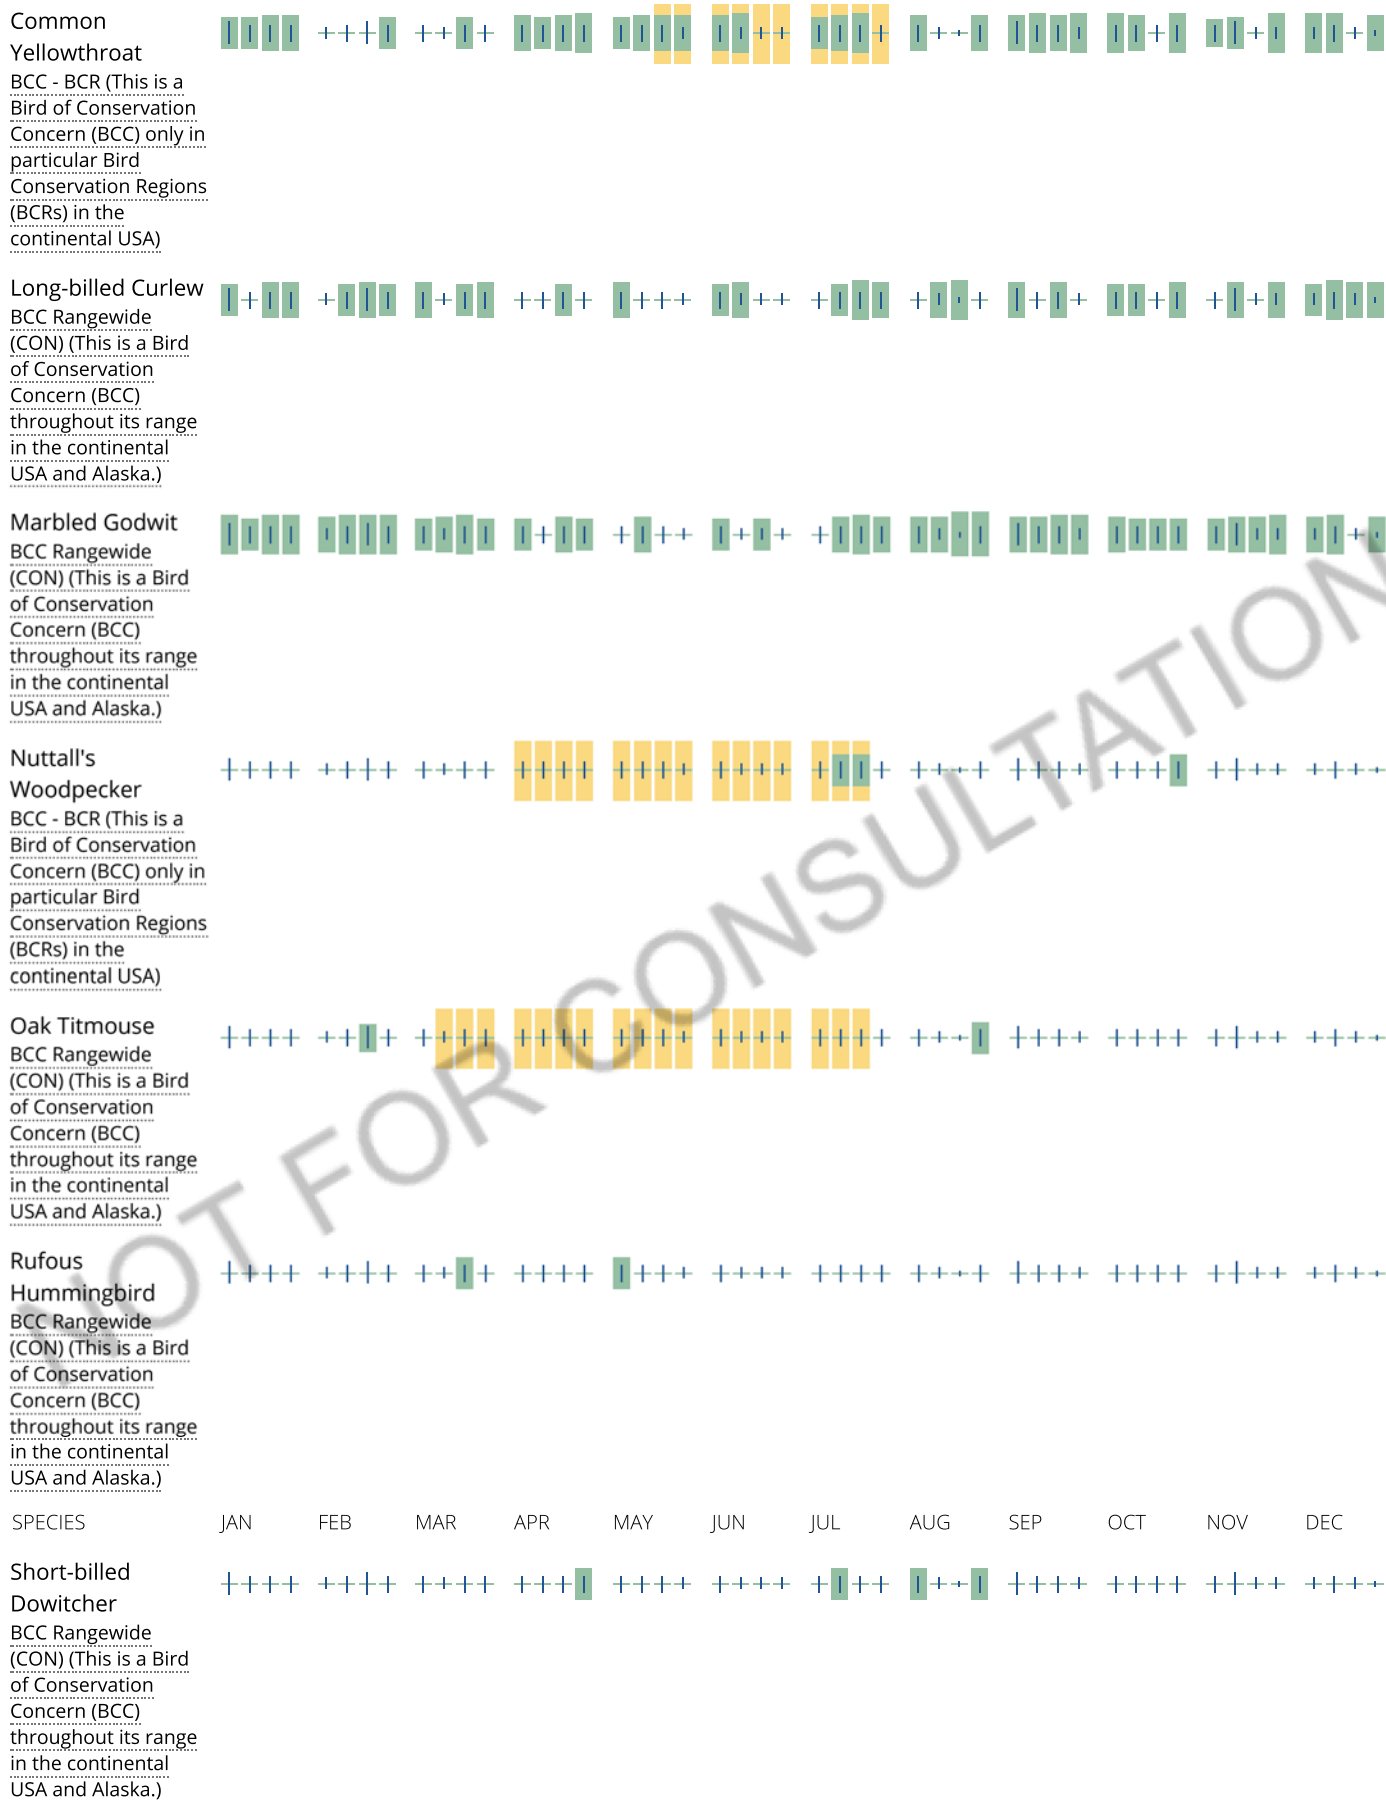 Common
Yellowthroat
BCC - BCR (This is a
Bird of Conservation
Concern (BCC) only in
particular Bird
Conservation Regions
(BCRs) in the
continental USA)
Long-billed Curlew
BCC Rangewide
(CON) (This is a Bird
of Conservation
Concern (BCC)
throughout its range
in the continental
USA and Alaska.)
Marbled Godwit
BCC Rangewide
(CON) (This is a Bird
of Conservation
Concern (BCC)
throughout its range
in the continental
USA and Alaska.)
Nuttall's
Woodpecker
BCC - BCR (This is a
Bird of Conservation
Concern (BCC) only in
particular Bird
Conservation Regions
(BCRs) in the
continental USA)
Oak Titmouse
BCC Rangewide
(CON) (This is a Bird
of Conservation
Concern (BCC)
throughout its range
in the continental
USA and Alaska.)
Rufous
Hummingbird
BCC Rangewide
(CON) (This is a Bird
of Conservation
Concern (BCC)
throughout its range
in the continental
USA and Alaska.)
SPECIES JAN FEB MAR APR MAY JUN JUL AUG SEP OCT NOV DEC
Short-billed
Dowitcher
BCC Rangewide
(CON) (This is a Bird
of Conservation
Concern (BCC)
throughout its range
in the continental
USA and Alaska.)
NOT FOR CONSULTATION